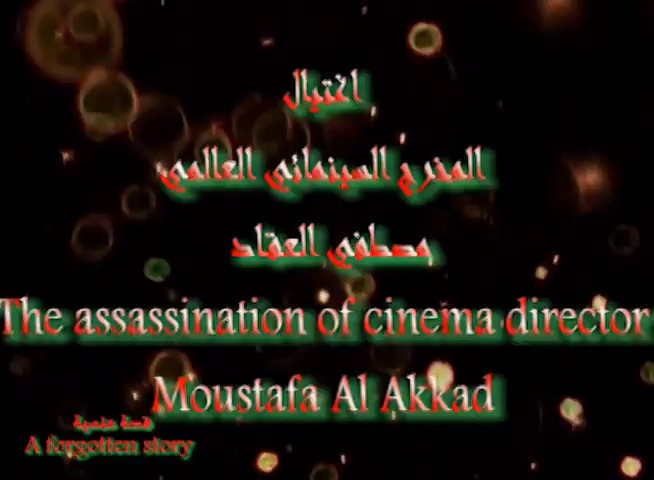 اغتيال
المخرج السينمائي العالمي
مصطفى العقاد
The assassination of cinema director
Moustafa Al Akkad
قصة منسية
A forgotten story